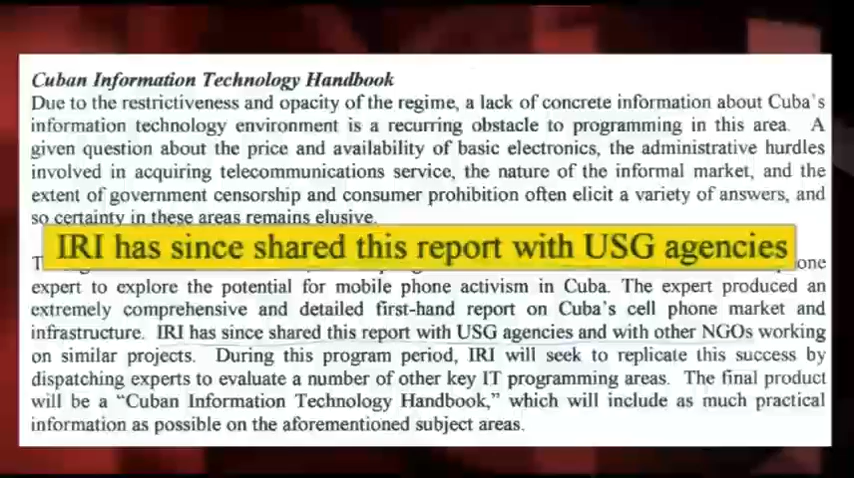 Cuban Information Technology Handbook
Due to the restrictiveness and opacity of the regime, a lack of concrete information about Cuba's
information technology environment is a recurring obstacle to programming in this area. A
given question about the price and availability of basic electronics, the administrative hurdles
involved in acquiring telecommunications service, the nature of the informal market, and the
extent of government censorship and consumer prohibition often elicit a variety of answers, and
so certainty in these areas remains elusive.
IRI has since shared this report with USG agencies
one
expert to explore the potential for mobile phone activism in Cuba. The expert produced an
extremely comprehensive and detailed first-hand report on Cuba's cell phone market and
infrastructure. IRI has since shared this report with USG agencies and with other NGOs working
on similar projects. During this program period, IRI will seek to replicate this success by
dispatching experts to evaluate a number of other key IT programming areas. The final product
will be a “Cuban Information Technology Handbook,” which will include as much practical
information as possible on the aforementioned subject areas.